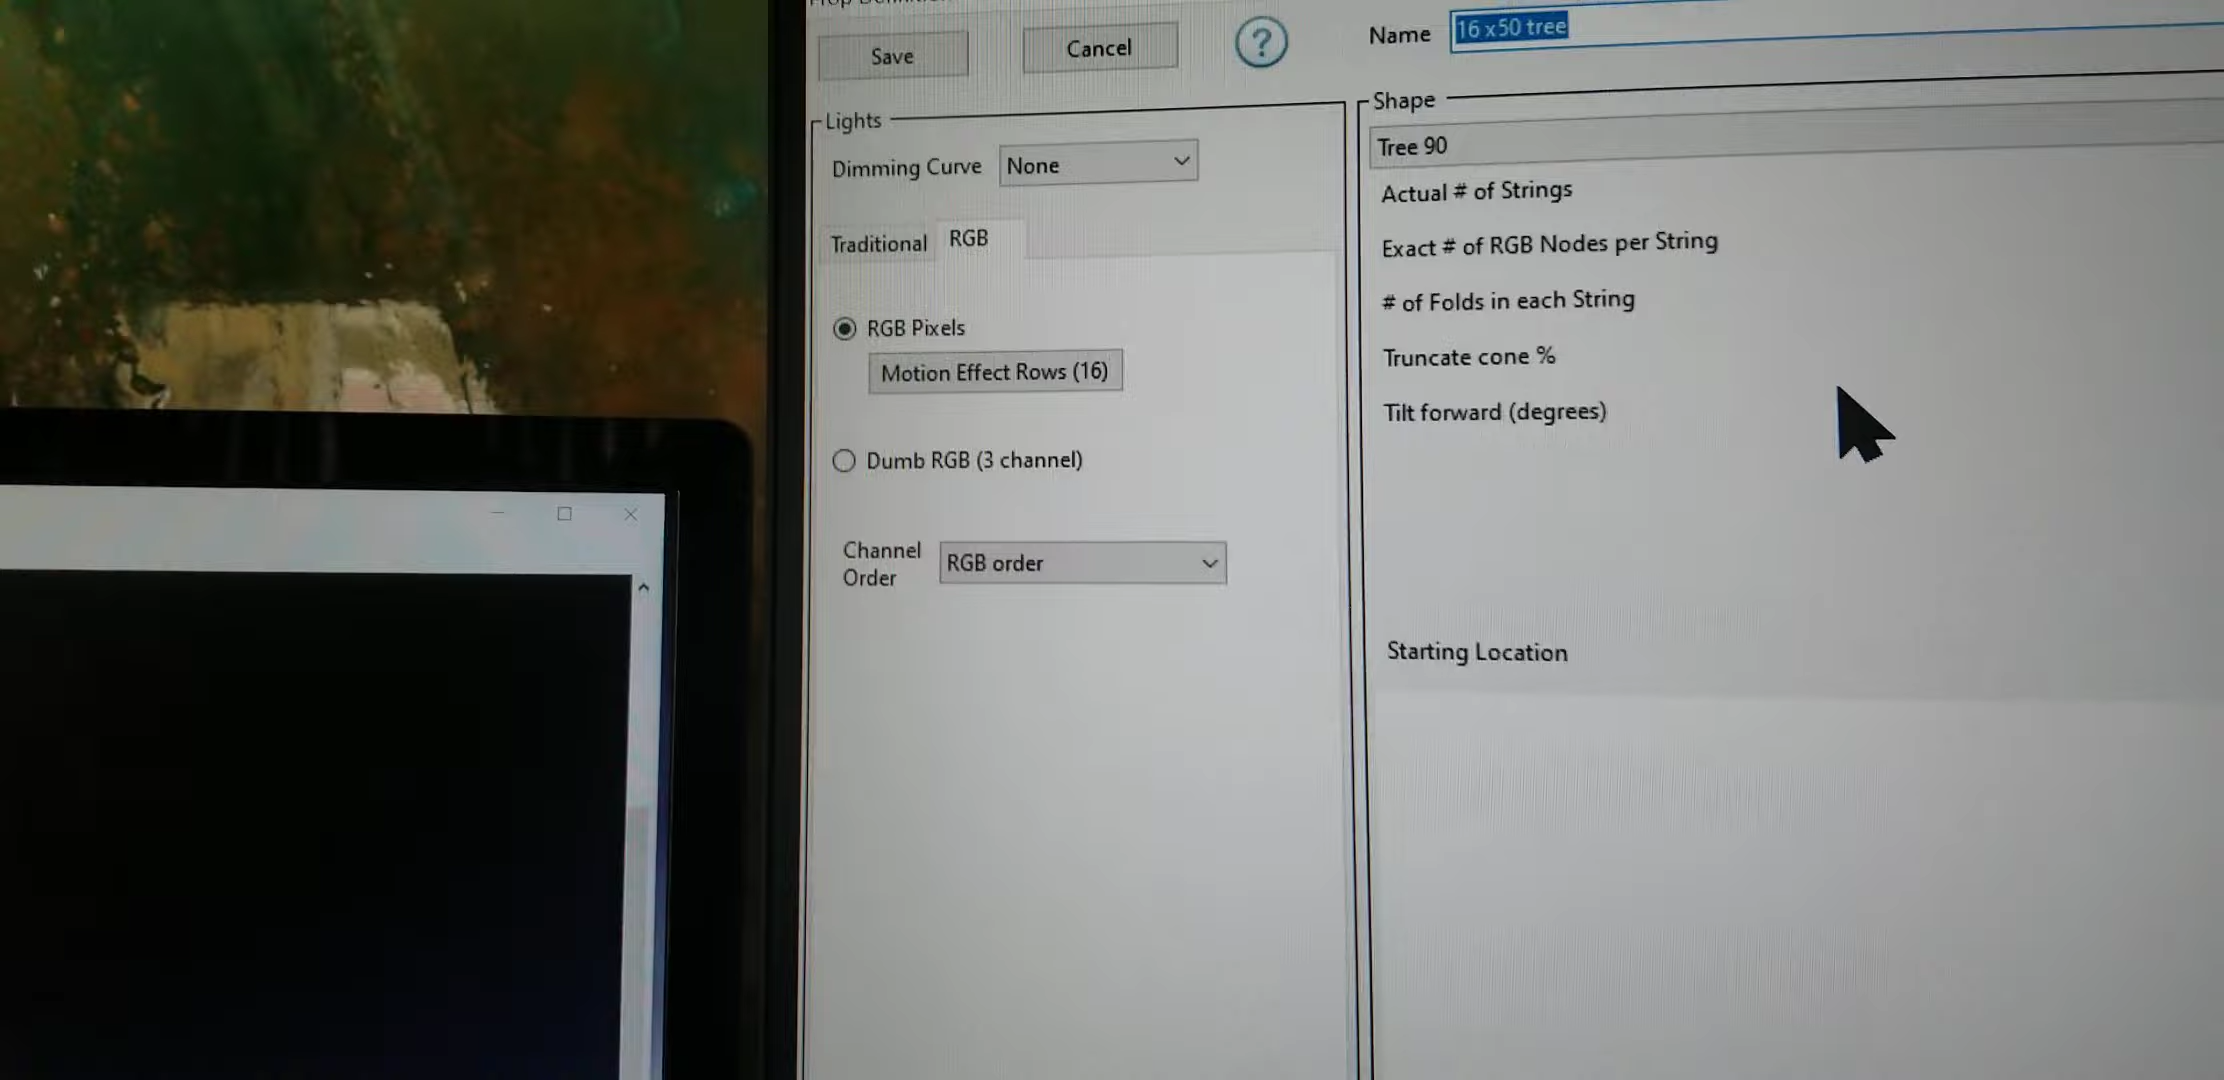 Save
Cancel
?
Name
16 x50 tree
Lights
Dimming Curve
None
Traditional
RGB
RGB Pixels
Motion Effect Rows (16)
Dumb RGB (3 channel)
Channel
Order
RGB order
Shape
Tree 90
Actual # of Strings
Exact # of RGB Nodes per String
# of Folds in each String
Truncate cone %
Tilt forward (degrees)
Starting Location